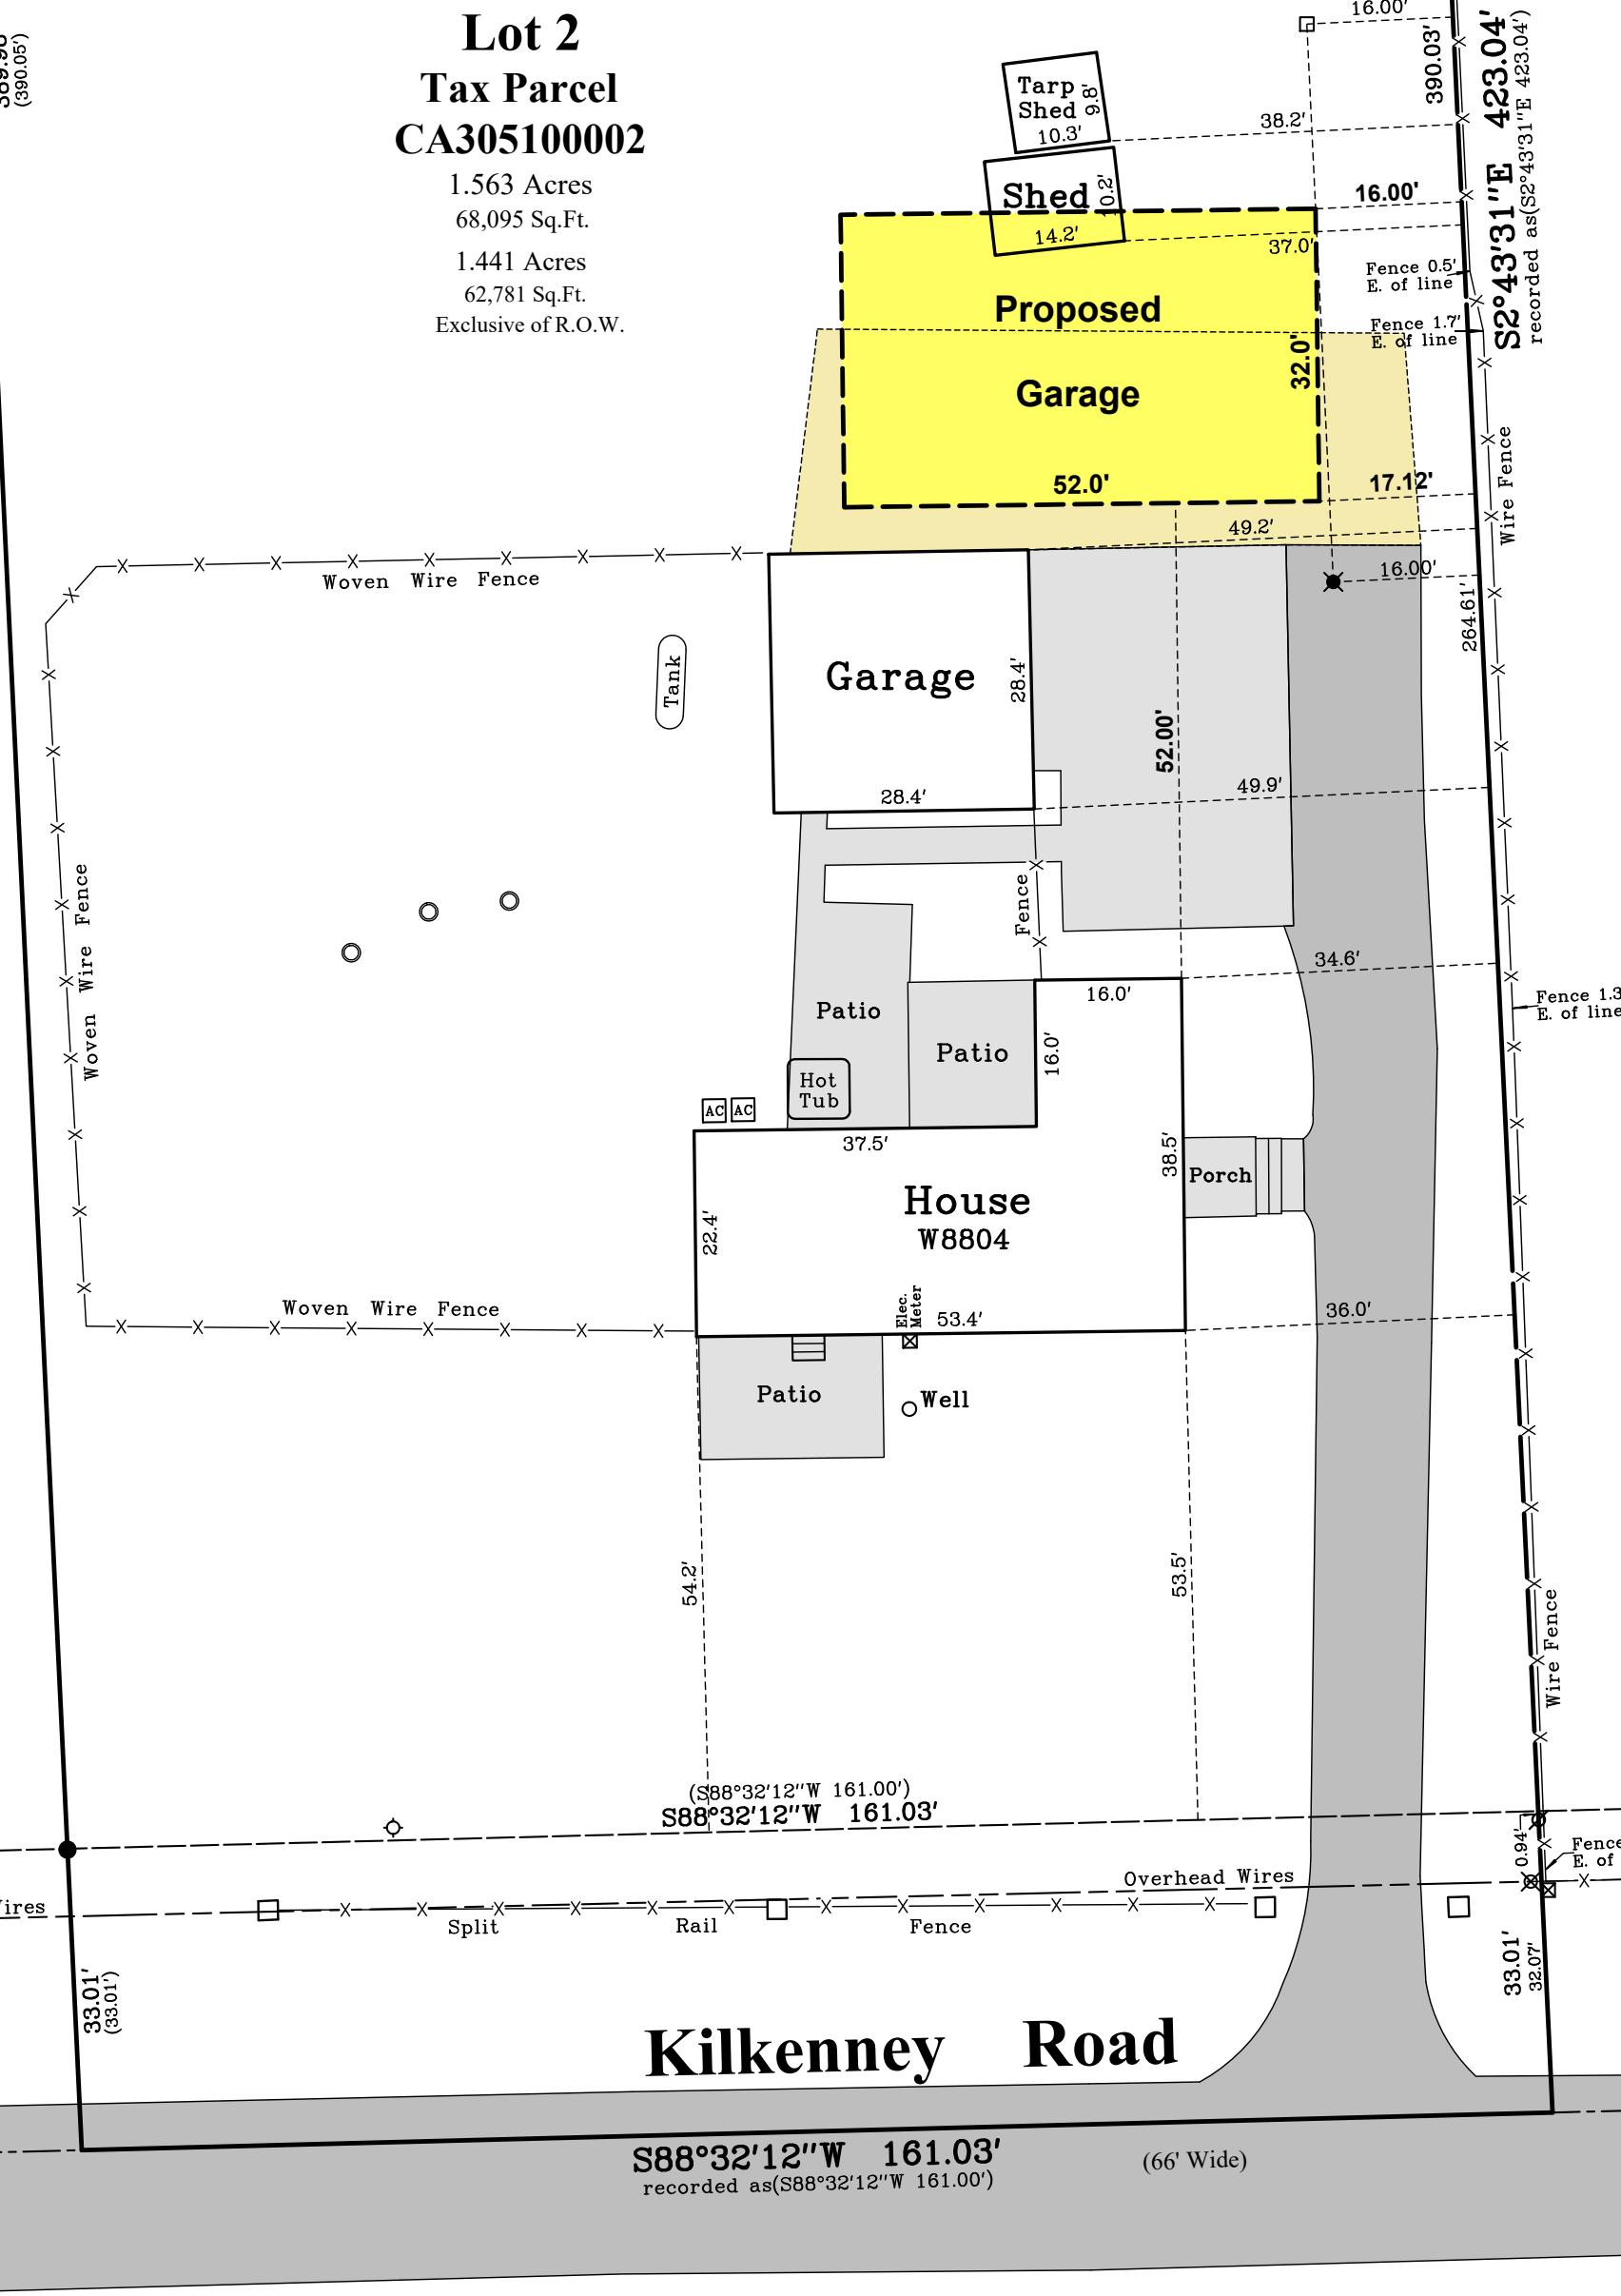 Lot 2
Tax Parcel
CA305100002
1.563 Acres
68,095 Sq.Ft.
1.441 Acres
62,781 Sq.Ft.
Exclusive of R.O.W.
(390.05')
16.00'
390.03'
S2°43'31"E 423.04'
recorded as(S2°43'31"E 423.04')
Tarp
Shed
9.8'
10.3'
38.2'
Shed
10.2'
14.2'
16.00'
37.0'
Fence 0.5'
E. of line
Fence 1.7'
E. of line
Proposed
Garage
32.0'
52.0'
17.12'
Wire Fence
49.2'
16.00'
264.61'
Woven Wire Fence
Tank
Garage
28.4'
28.4'
52.00'
49.9'
Woven Wire Fence
Fence
34.6'
Fence 1.3
E. of line
16.0'
16.0'
Patio
Patio
Hot
Tub
AC
AC
37.5'
38.5'
Porch
House
W8804
22.4'
Elec.
Meter
53.4'
36.0'
Woven Wire Fence
Patio
Well
54.2'
53.5'
Wire Fence
(S88°32'12"W 161.00')
S88°32'12"W 161.03'
0.94'
Fence
E. of
Overhead Wires
Split Rail Fence
33.01'
(33.01')
33.01'
32.07'
Kilkenney Road
S88°32'12"W 161.03'
recorded as(S88°32'12"W 161.00')
(66' Wide)